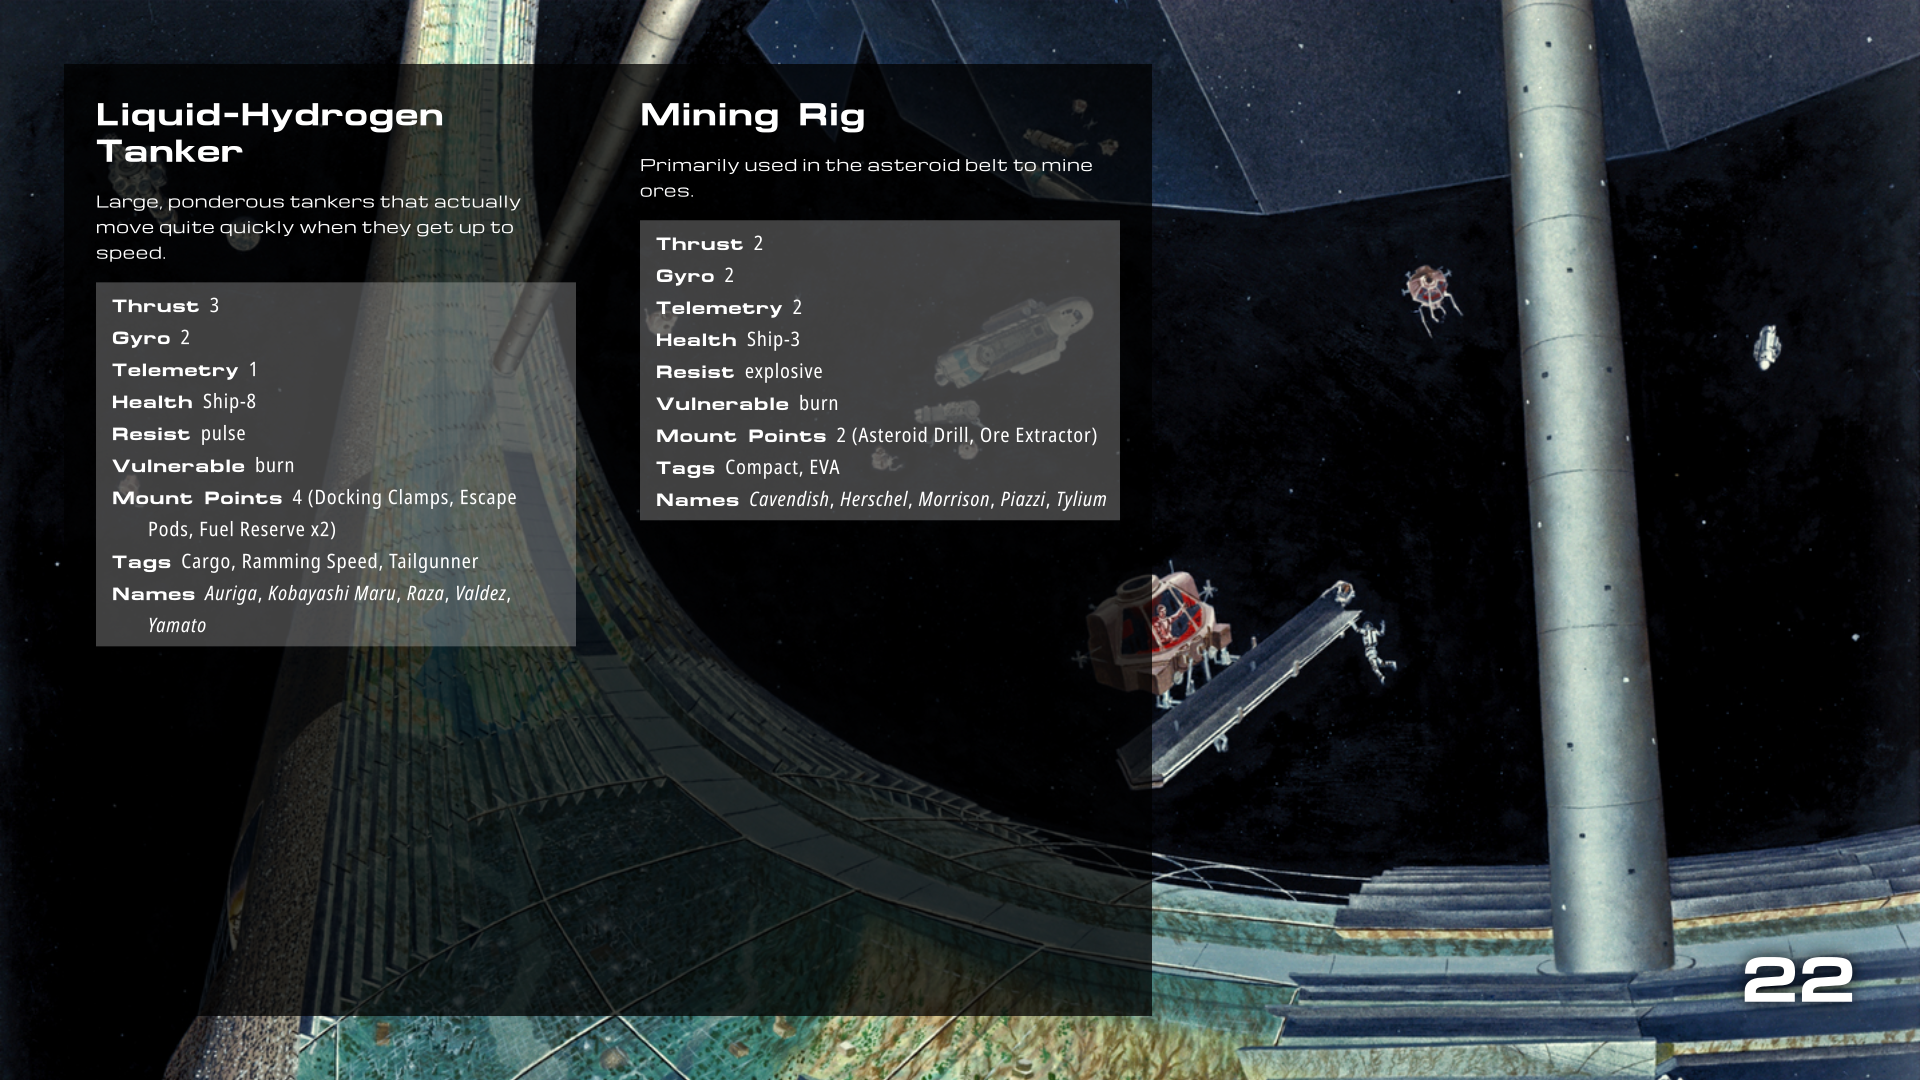 Liquid-Hydrogen
Tanker
Large, ponderous tankers that actually
move quite quickly when they get up to
speed.
Thrust 3
Gyro 2
Telemetry 1
Health Ship-8
Resist pulse
Vulnerable burn
Mount Points 4 (Docking Clamps, Escape
Pods, Fuel Reserve x2)
Tags Cargo, Ramming Speed, Tailgunner
Names Auriga, Kobayashi Maru, Raza, Valdez,
Yamato
Mining Rig
Primarily used in the asteroid belt to mine
ores.
Thrust 2
Gyro 2
Telemetry 2
Health Ship-3
Resist explosive
Vulnerable burn
Mount Points 2 (Asteroid Drill, Ore Extractor)
Tags Compact, EVA
Names Cavendish, Herschel, Morrison, Piazzi, Tylium
22